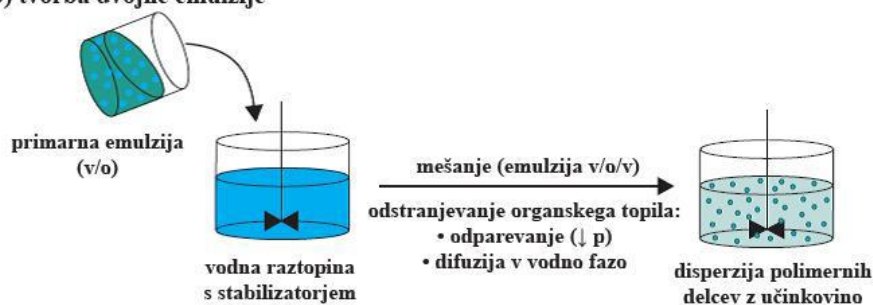 tvorba dvojne emulzije
primarna emulzija
(v/o)
mešanje (emulzija v/o/v)
odstranjevanje organskega topila:
• odparevanje (↓ p)
• difuzija v vodno fazo
vodna raztopina
s stabilizatorjem
disperzija polimernih
delcev z učinkovino